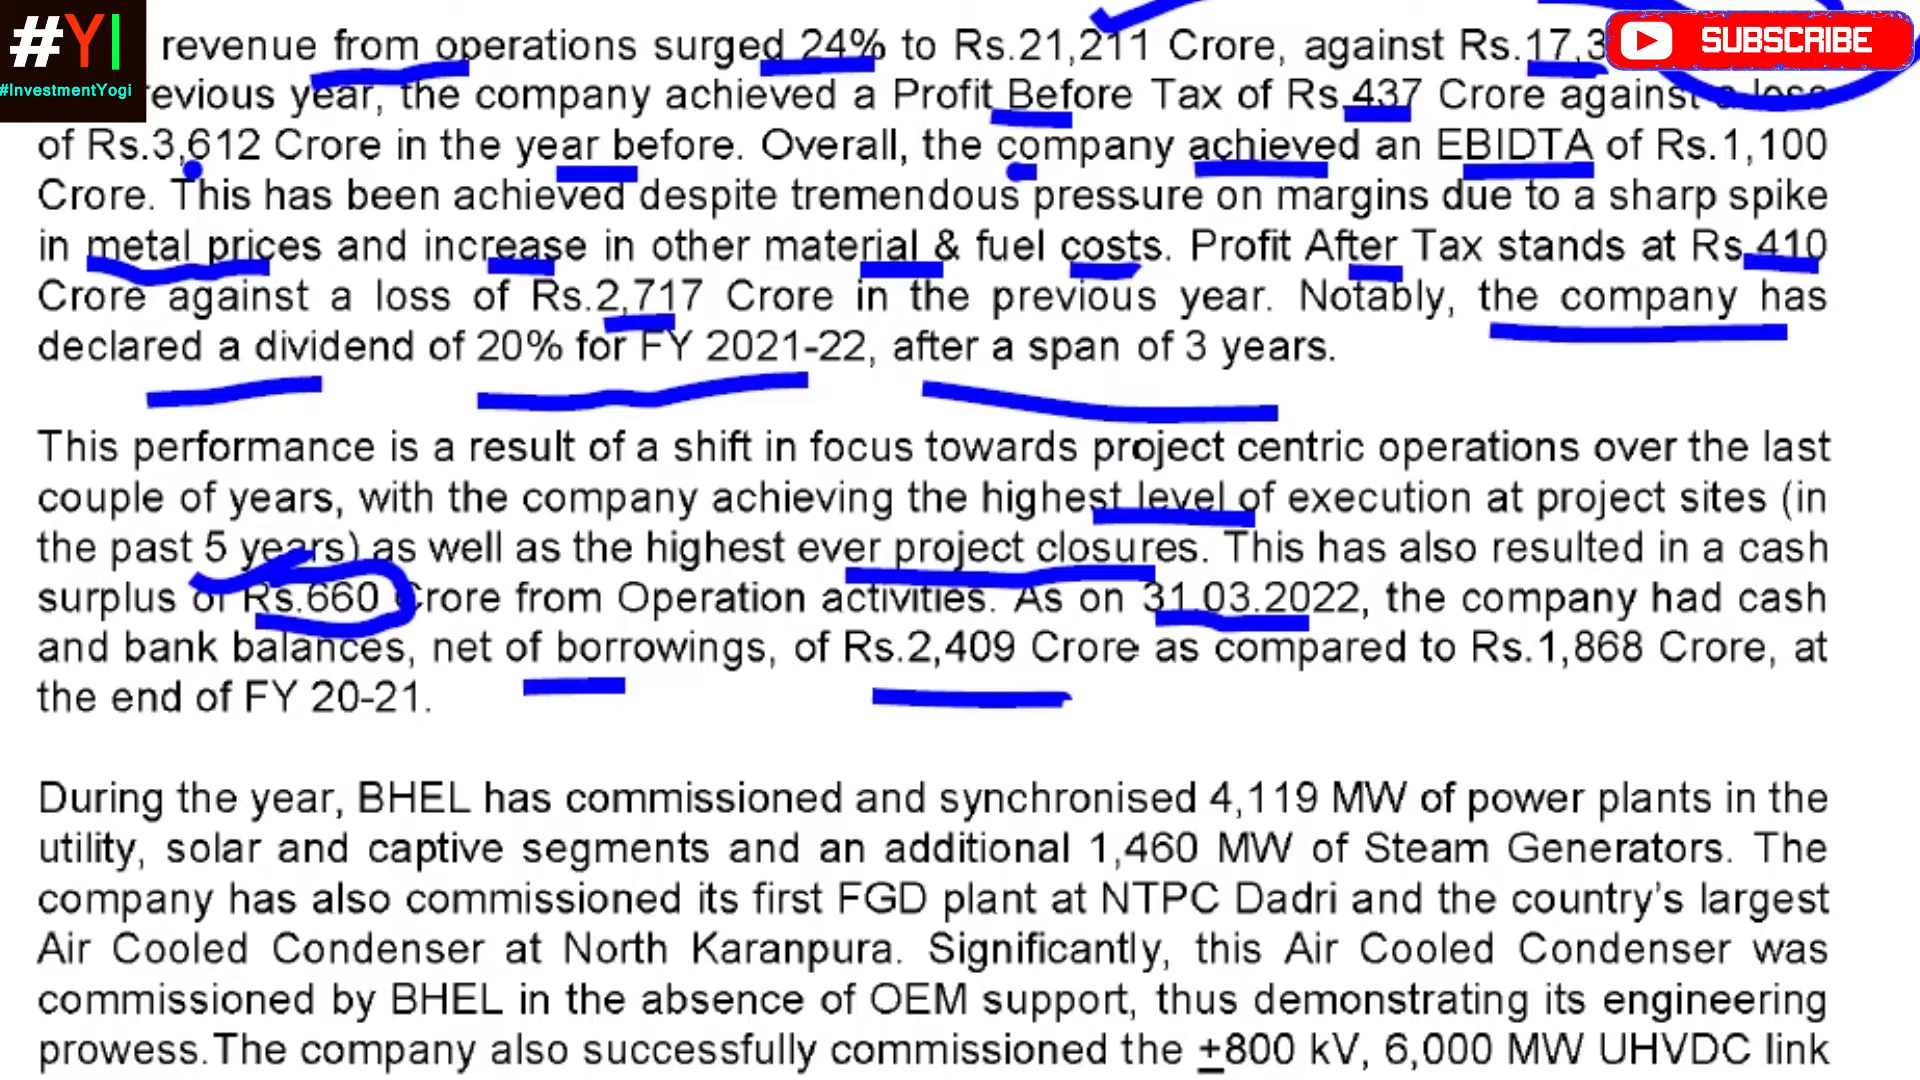 #YI
#InvestmentYogi
SUBSCRIBE
revenue from operations surged 24% to Rs.21,211 Crore, against Rs.17,3
evious year, the company achieved a Profit Before Tax of Rs.437 Crore against a loss
of Rs.3,612 Crore in the year before. Overall, the company achieved an EBIDTA of Rs.1,100
Crore. This has been achieved despite tremendous pressure on margins due to a sharp spike
in metal prices and increase in other material & fuel costs. Profit After Tax stands at Rs.410
Crore against a loss of Rs.2,717 Crore in the previous year. Notably, the company has
declared a dividend of 20% for FY 2021-22, after a span of 3 years.
This performance is a result of a shift in focus towards project centric operations over the last
couple of years, with the company achieving the highest level of execution at project sites (in
the past 5 years) as well as the highest ever project closures. This has also resulted in a cash
surplus of Rs.660 Crore from Operation activities. As on 31.03.2022, the company had cash
and bank balances, net of borrowings, of Rs.2,409 Crore as compared to Rs.1,868 Crore, at
the end of FY 20-21.
During the year, BHEL has commissioned and synchronised 4,119 MW of power plants in the
utility, solar and captive segments and an additional 1,460 MW of Steam Generators. The
company has also commissioned its first FGD plant at NTPC Dadri and the country's largest
Air Cooled Condenser at North Karanpura. Significantly, this Air Cooled Condenser was
commissioned by BHEL in the absence of OEM support, thus demonstrating its engineering
prowess.The company also successfully commissioned the ±800 kV, 6,000 MW UHVDC link